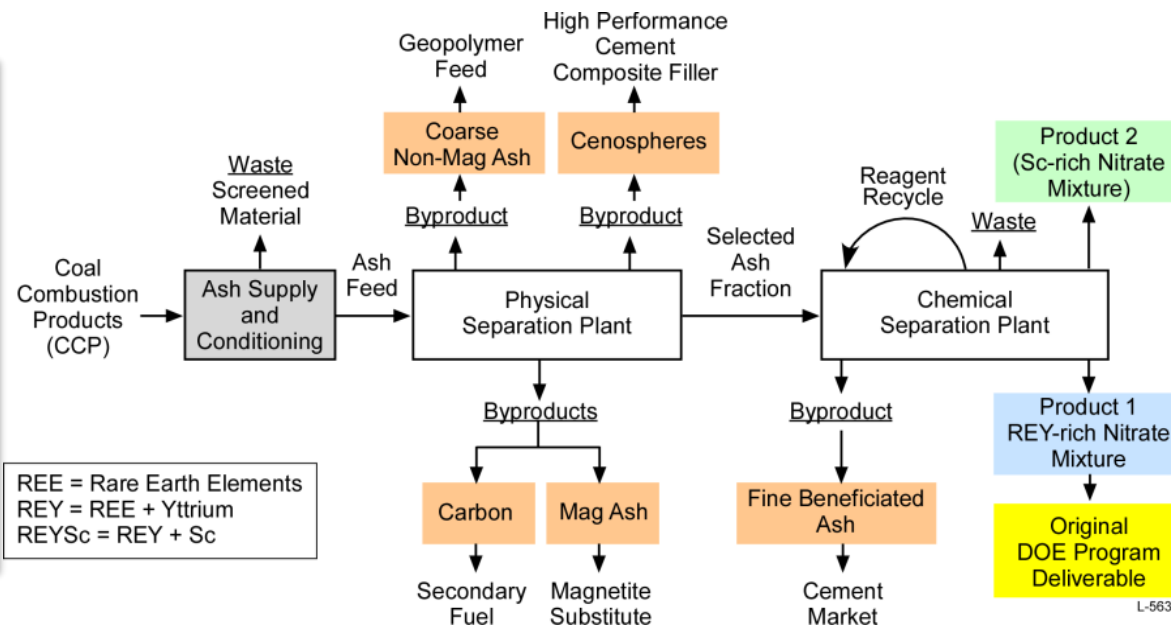 Geopolymer
Feed
High Performance
Cement
Composite Filler
Coarse
Non-Mag Ash
Cenospheres
Product 2
(Sc-rich Nitrate
Mixture)
Waste
Screened
Material
Byproduct
Byproduct
Reagent
Recycle
Waste
Coal
Combustion
Products
(CCP)
Ash Supply
and
Conditioning
Ash
Feed
Physical
Separation Plant
Selected
Ash
Fraction
Chemical
Separation Plant
Byproducts
Byproduct
Product 1
REY-rich Nitrate
Mixture
REE = Rare Earth Elements
REY = REE + Yttrium
REYSc = REY + Sc
Carbon
Mag Ash
Fine Beneficiated
Ash
Original
DOE Program
Deliverable
Secondary
Fuel
Magnetite
Substitute
Cement
Market
L-563